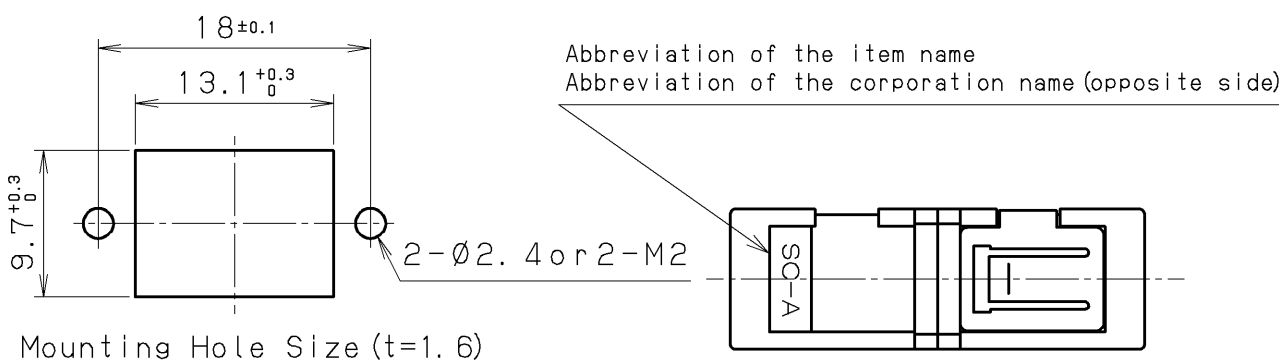 18±0.1
13.1 +0.3 0
9.7 +0.3 0
2-Ø2.4or2-M2
Mounting Hole Size(t=1.6)
Abbreviation of the item name
Abbreviation of the corporation name(opposite side)
SC-A